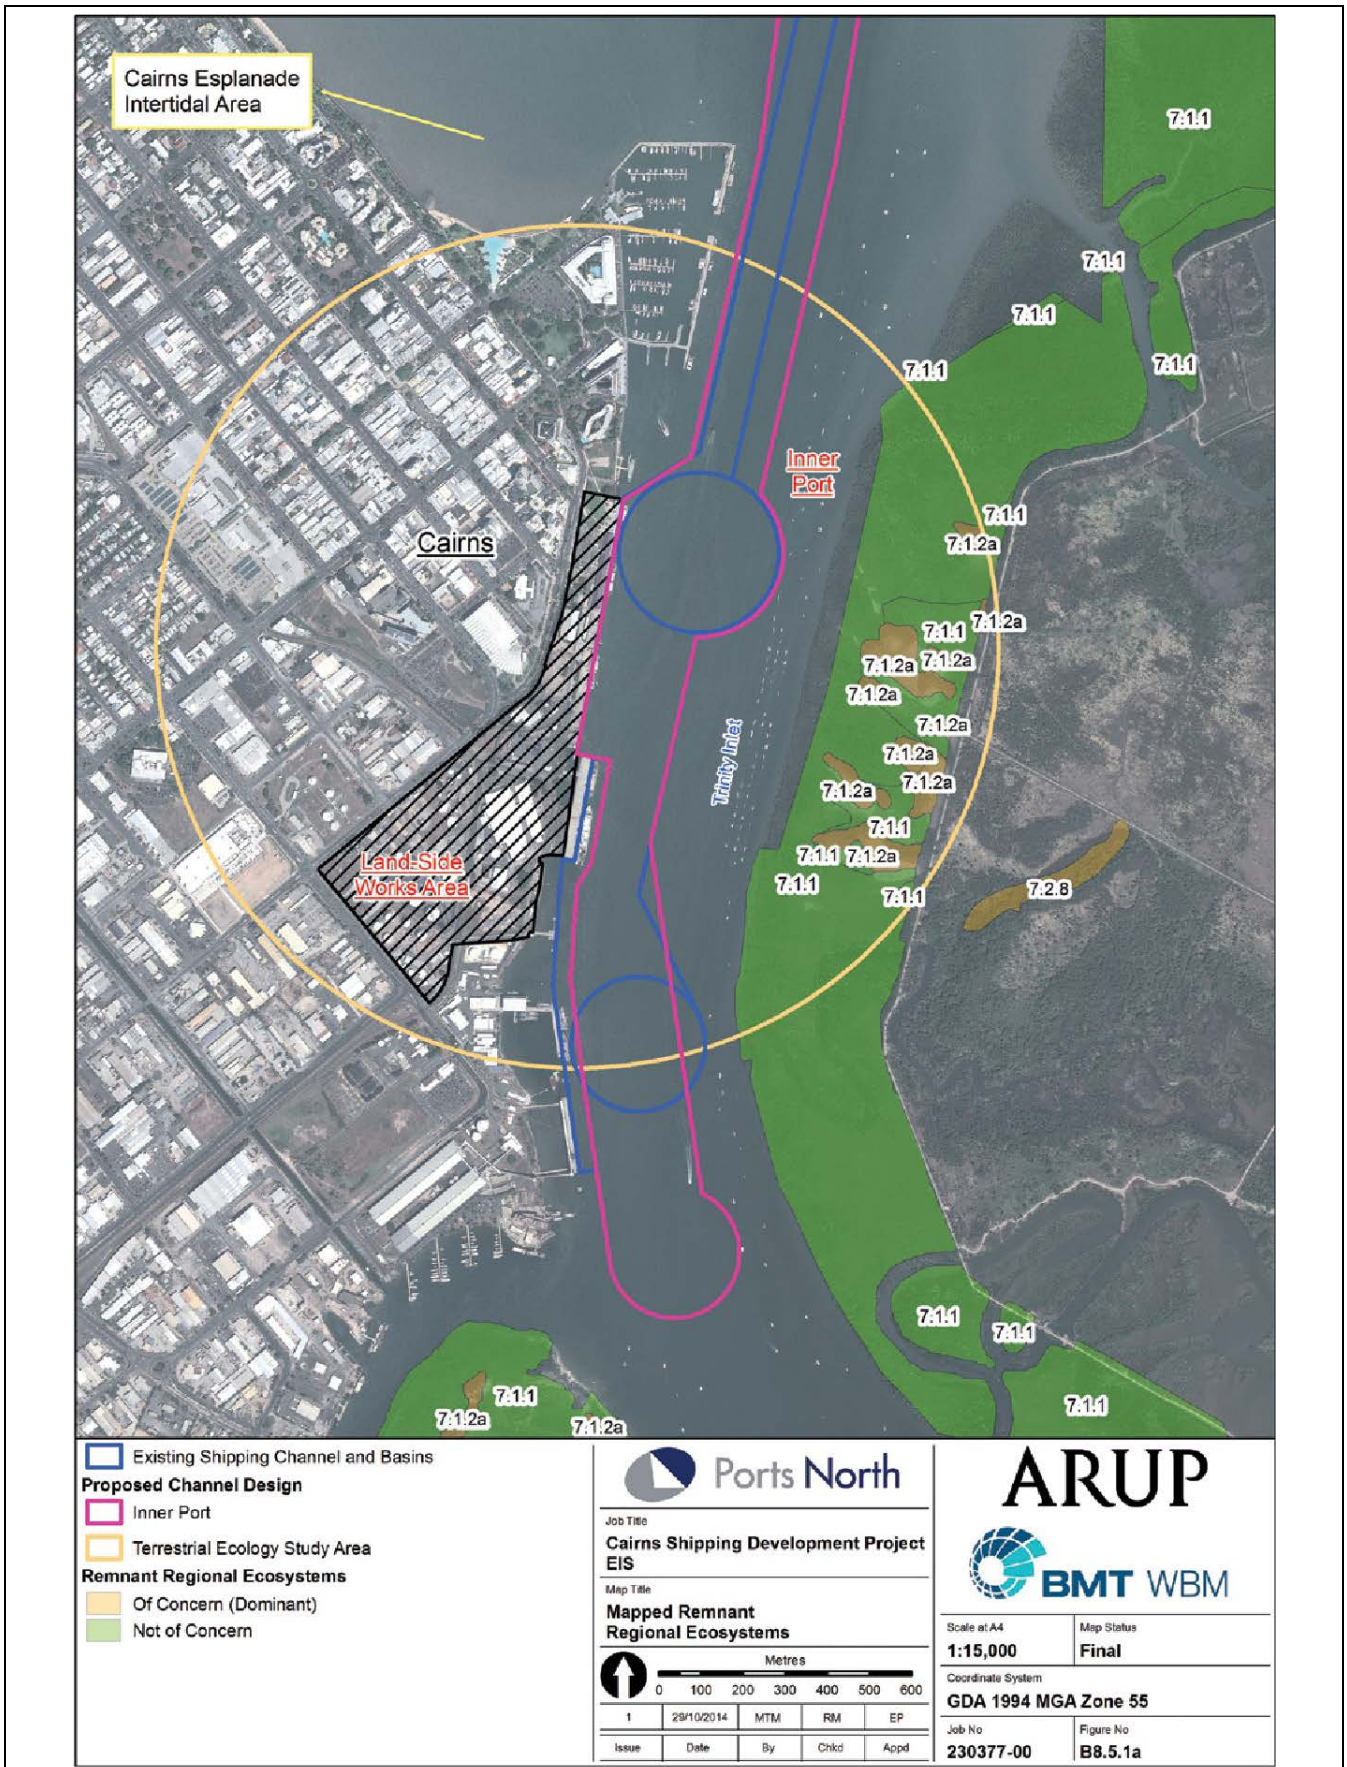 Cairns Esplanade
Intertidal Area
7.1.1
7.1.1
7.1.1
7.1.1
7.1.1
Inner
Port
7.1.1
7.1.2a
Cairns
7.1.2a
7.1.1
7.1.2a
7.1.2a
7.1.2a
7.1.2a
7.1.2a
Trinity Inlet
7.1.2a
7.1.2a
7.1.1
7.1.1
7.1.2a
Land-Side
Works Area
7.1.1
7.1.1
7.2.8
7.1.1
7.1.1
7.1.1
7.1.1
7.1.2a
7.1.2a
Existing Shipping Channel and Basins
Proposed Channel Design
Inner Port
Terrestrial Ecology Study Area
Remnant Regional Ecosystems
Of Concern (Dominant)
Not of Concern
Ports North
Job Title
Cairns Shipping Development Project
EIS
Map Title
Mapped Remnant
Regional Ecosystems
Metres
0 100 200 300 400 500 600
1 29/10/2014 MTM RM EP
Issue Date By Chkd Appd
ARUP
BMT WBM
Scale at A4
1:15,000
Map Status
Final
Coordinate System
GDA 1994 MGA Zone 55
Job No
230377-00
Figure No
B8.5.1a